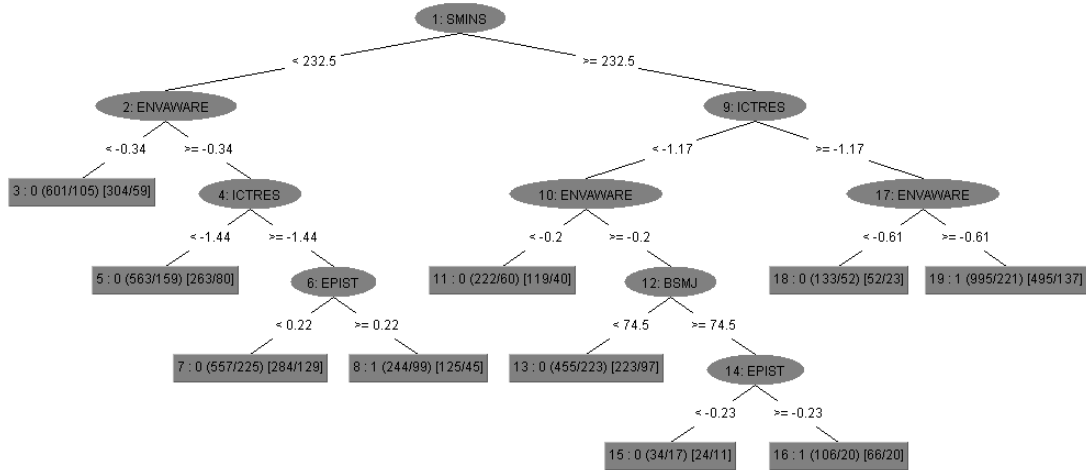 1: SMINS
< 232.5
>= 232.5
2: ENVAWARE
9: ICTRES
< -0.34
>= -0.34
< -1.17
>= -1.17
3 : 0 (601/105) [304/59]
4: ICTRES
10: ENVAWARE
17: ENVAWARE
< -1.44
>= -1.44
< -0.2
>= -0.2
< -0.61
>= -0.61
5 : 0 (563/159) [263/80]
6: EPIST
11 : 0 (222/60) [119/40]
12: BSMJ
18 : 0 (133/52) [52/23]
19 : 1 (995/221) [495/137]
< 0.22
>= 0.22
< 74.5
>= 74.5
7 : 0 (557/225) [284/129]
8 : 1 (244/99) [125/45]
13 : 0 (455/223) [223/97]
14: EPIST
< -0.23
>= -0.23
15 : 0 (34/17) [24/11]
16 : 1 (106/20) [66/20]